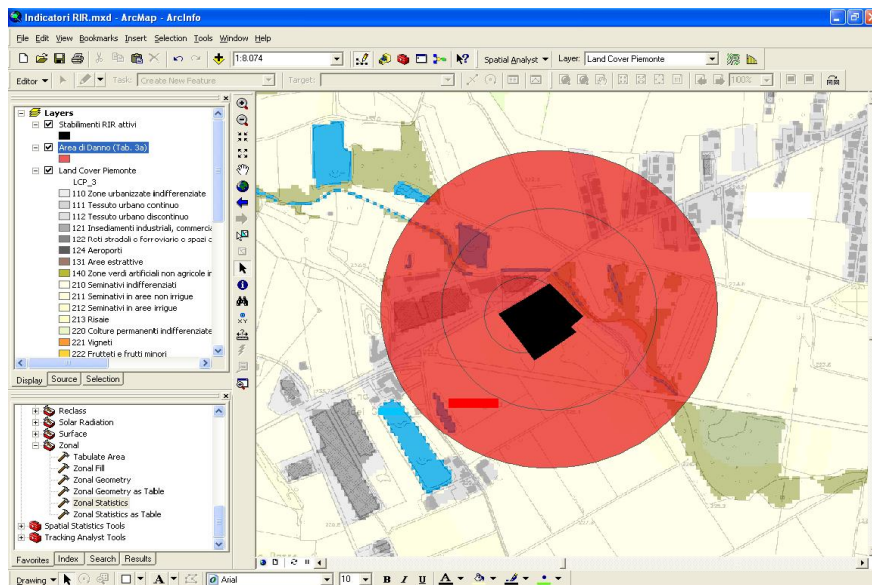 Indicatori RIR.mxd - ArcMap - ArcInfo
File Edit View Bookmarks Insert Selection Tools Window Help
1:8.074 Spatial Analyst Layer: Land Cover Piemonte
Editor Task: Create New Feature Target: 100%
Layers
Stabilimenti RIR attivi
Area di Danno (Tab. 3a)
Land Cover Piemonte
LCP_3
110 Zone urbanizzate indifferenziate
111 Tessuto urbano continuo
112 Tessuto urbano discontinuo
121 Insediamenti industriali, commercia
122 Reti stradali e ferroviarie e spazi c
124 Aeroporti
131 Aree estrattive
140 Zone verdi artificiali non agricole ir
210 Seminativi indifferenziati
211 Seminativi in aree non irrigue
212 Seminativi in aree irrigue
213 Risaie
220 Colture permanenti indifferenziate
221 Vigneti
222 Frutteti e frutti minori
Display Source Selection
Reclass
Solar Radiation
Surface
Zonal
Tabulate Area
Zonal Fill
Zonal Geometry
Zonal Geometry as Table
Zonal Statistics
Zonal Statistics as Table
Spatial Statistics Tools
Tracking Analyst Tools
Favorites Index Search Results
Drawing A Arial 10 B I U A